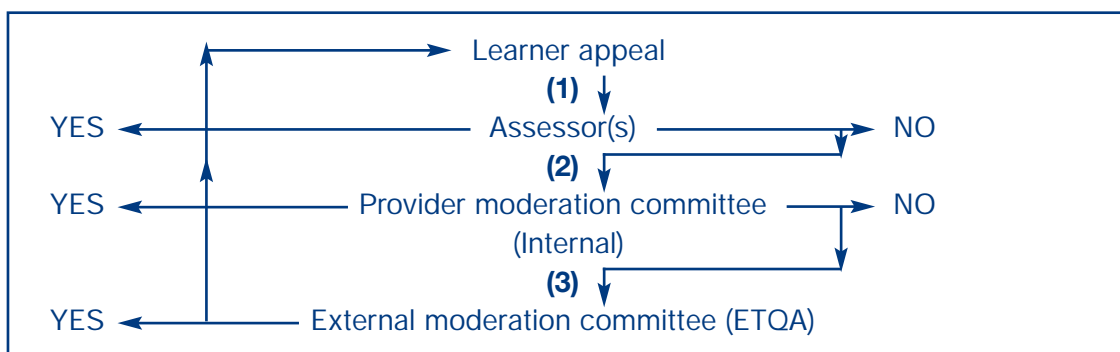 Learner appeal
(1)
YES Assessor(s) NO
(2)
YES Provider moderation committee NO
(Internal)
(3)
YES External moderation committee (ETQA)